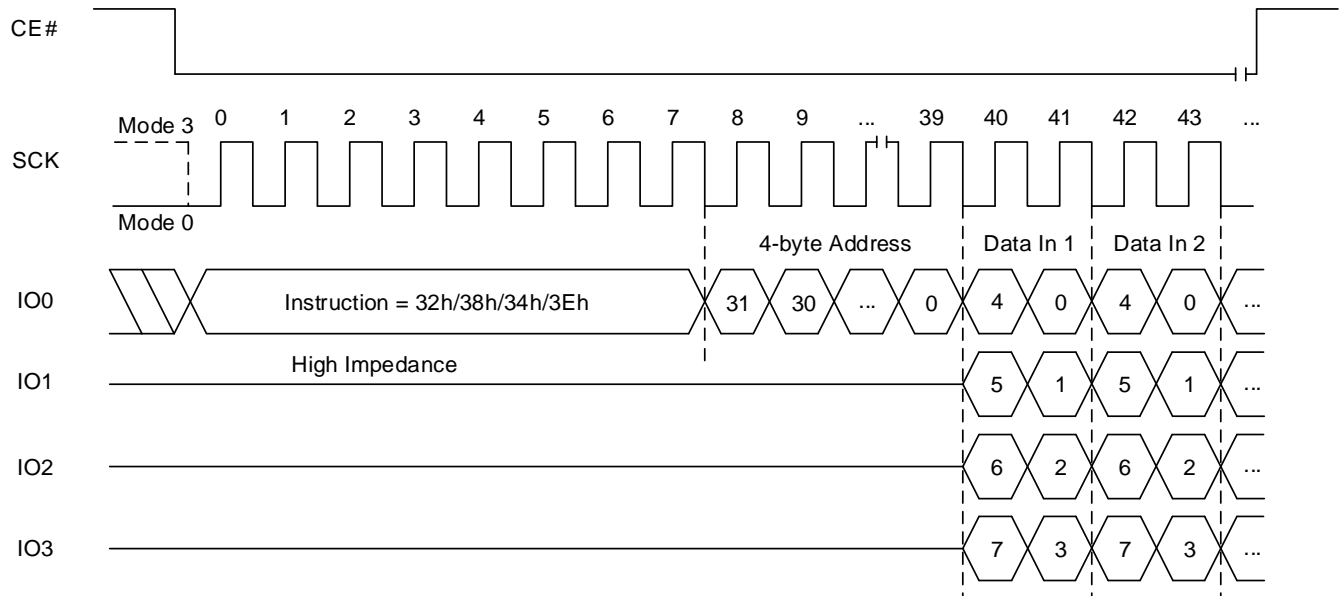 CE#
Mode 3 0 1 2 3 4 5 6 7 8 9 ... 39 40 41 42 43 ...
SCK
Mode 0
4-byte Address Data In 1 Data In 2
IO0 Instruction = 32h/38h/34h/3Eh 31 30 ... 0 4 0 4 0 ...
High Impedance
IO1 5 1 5 1 ...
IO2 6 2 6 2 ...
IO3 7 3 7 3 ...